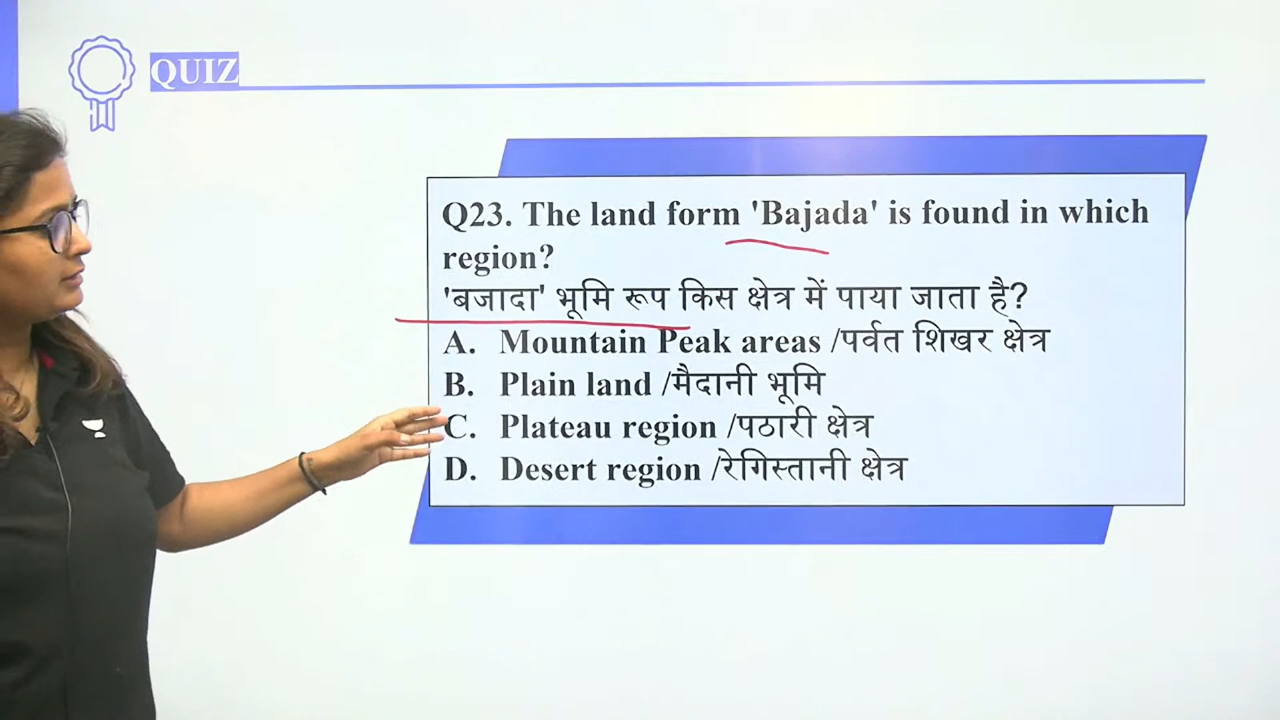 QUIZ
Q23. The land form 'Bajada' is found in which
region?
'बजादा' भूमि रूप किस क्षेत्र में पाया जाता है?
A. Mountain Peak areas /पर्वत शिखर क्षेत्र
B. Plain land /मैदानी भूमि
C. Plateau region /पठारी क्षेत्र
D. Desert region /रेगिस्तानी क्षेत्र